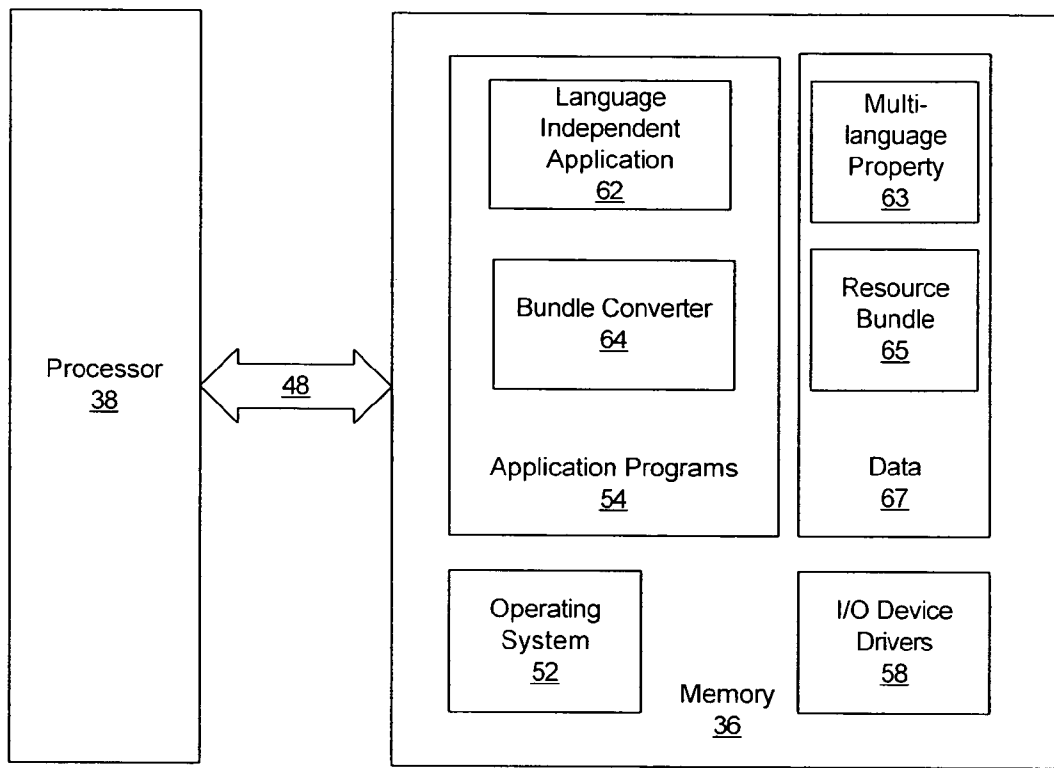 Processor
38
48
Language
Independent
Application
62
Bundle Converter
64
Application Programs
54
Multi-
language
Property
63
Resource
Bundle
65
Data
67
Operating
System
52
I/O Device
Drivers
58
Memory
36